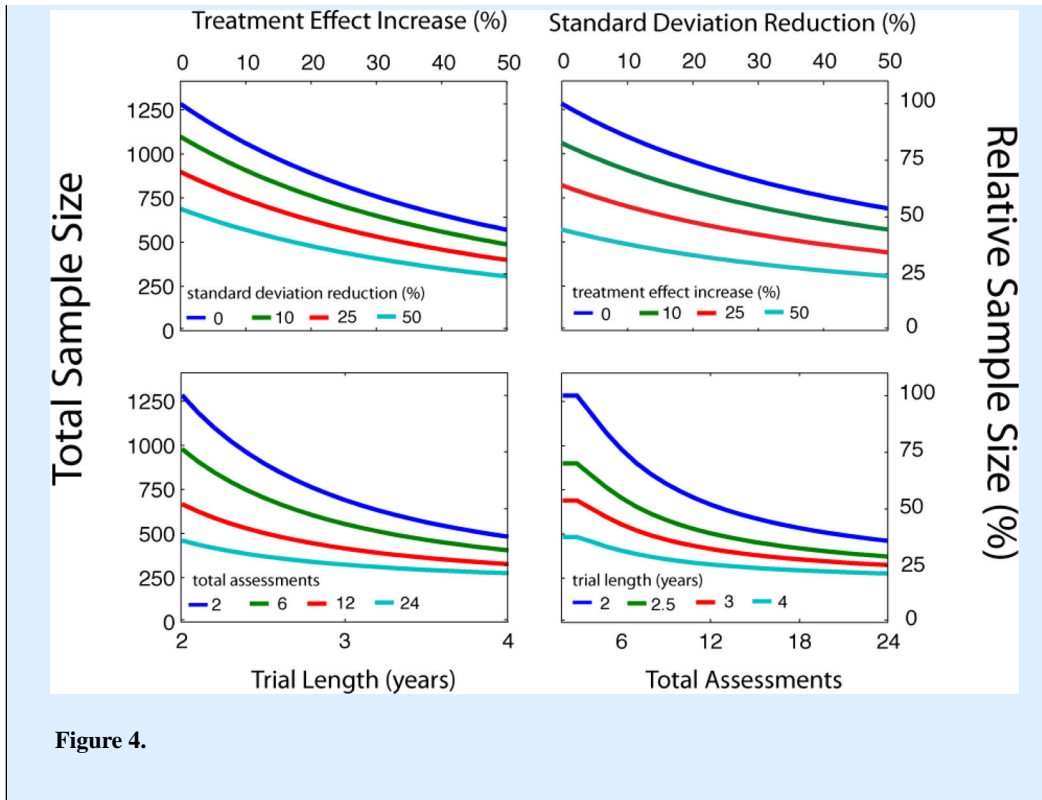 Treatment Effect Increase (%)
Standard Deviation Reduction (%)
0 10 20 30 40 50
0 10 20 30 40 50
Total Sample Size
Relative Sample Size (%)
1250
1000
750
500
250
0
standard deviation reduction (%)
0 10 25 50
100
75
50
25
0
treatment effect increase (%)
0 10 25 50
1250
1000
750
500
250
0
total assessments
2 6 12 24
2 3 4
Trial Length (years)
100
75
50
25
0
trial length (years)
2 2.5 3 4
6 12 18 24
Total Assessments
Figure 4.